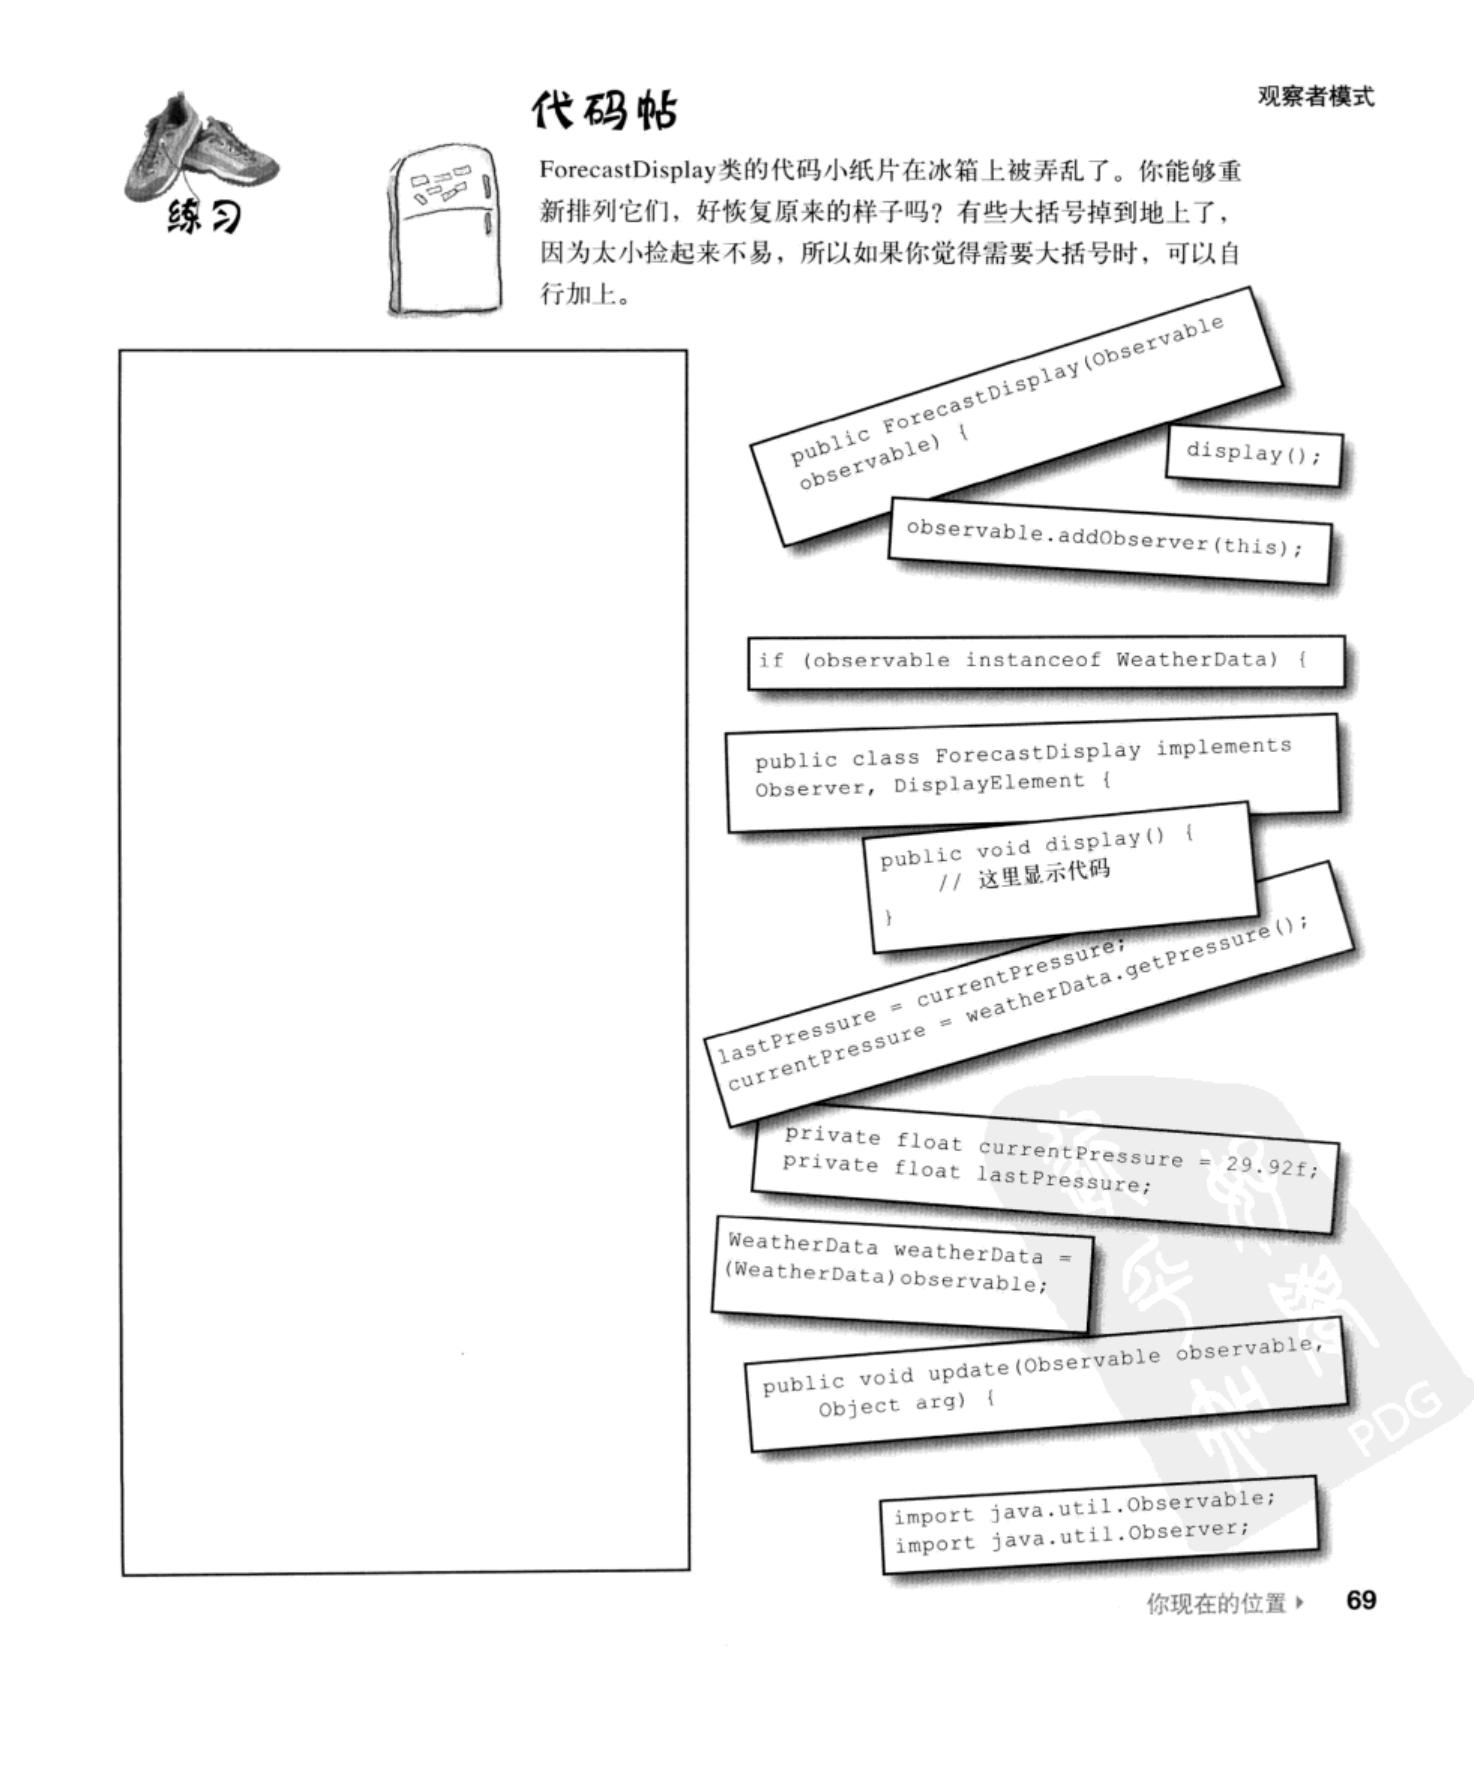 观察者模式
代码帖
练习
ForecastDisplay类的代码小纸片在冰箱上被弄乱了。你能够重
新排列它们，好恢复原来的样子吗？有些大括号掉到地上了，
因为太小捡起来不易，所以如果你觉得需要大括号时，可以自
行加上。
public ForecastDisplay(Observable
observable) {
display();
observable.addObserver(this);
if (observable instanceof WeatherData) {
public class ForecastDisplay implements
Observer, DisplayElement {
public void display() {
// 这里显示代码
}
lastPressure = currentPressure;
currentPressure = weatherData.getPressure();
private float currentPressure = 29.92f;
private float lastPressure;
WeatherData weatherData =
(WeatherData)observable;
public void update(Observable observable,
Object arg) {
import java.util.Observable;
import java.util.Observer;
PDG
你现在的位置 69